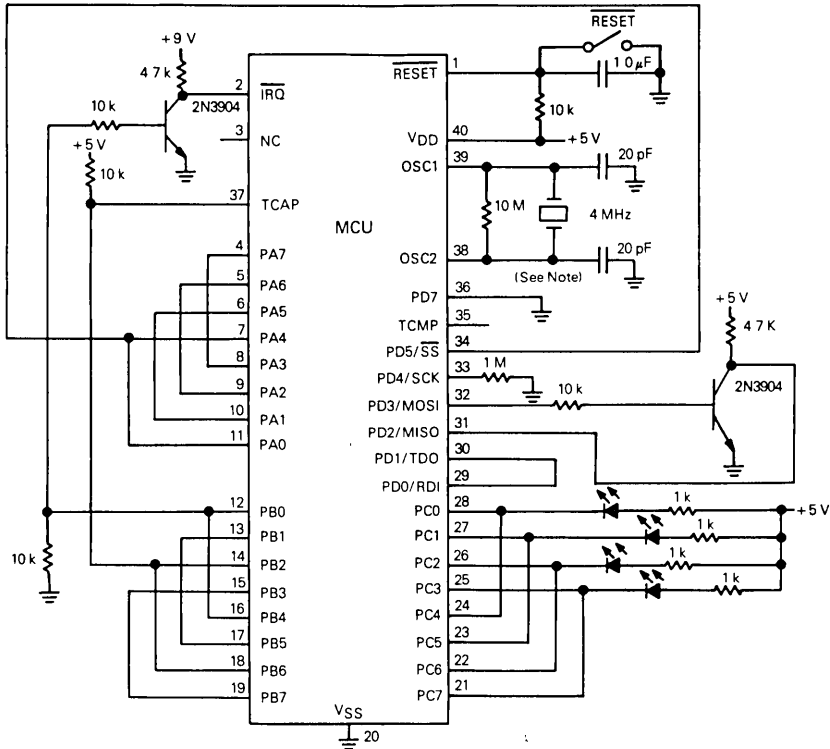 +9 V
4 7k
2
IRQ
2N3904
10 k
3
NC
+5 V
10 k
37
TCAP
MCU
4
PA7
5
PA6
6
PA5
7
PA4
8
PA3
9
PA2
10
PA1
11
PA0
12
PB0
13
PB1
14
PB2
10 k
15
PB3
16
PB4
17
PB5
18
PB6
19
PB7
VSS
20
RESET
1
RESET
1 0 µF
10 k
VDD
40
+5 V
OSC1
39
20 pF
10 M
4 MHz
OSC2
38
20 pF
(See Note)
PD7
36
TCMP
35
PD5/SS
34
PD4/SCK
33
1 M
PD3/MOSI
32
10 k
+5 V
4 7 K
2N3904
PD2/MISO
31
PD1/TDO
30
PD0/RDI
29
PC0
28
1 k
+5 V
PC1
27
1 k
PC2
26
1 k
PC3
25
1 k
PC4
24
PC5
23
PC6
22
PC7
21